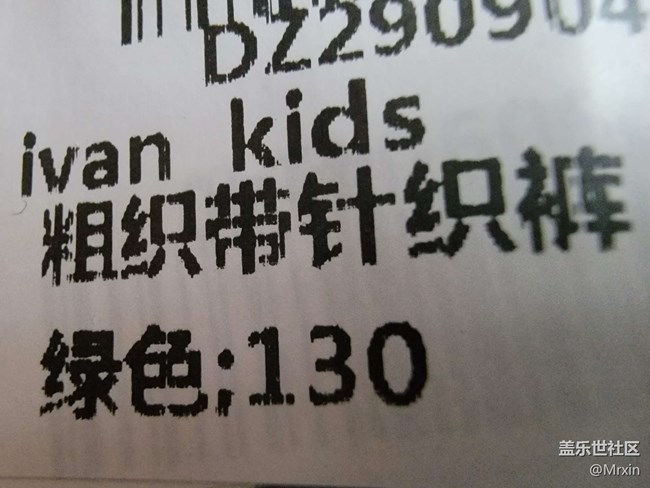 DZ290904
ivan kids
粗织带针织裤
绿色;130
盖乐世社区
@Mrxin